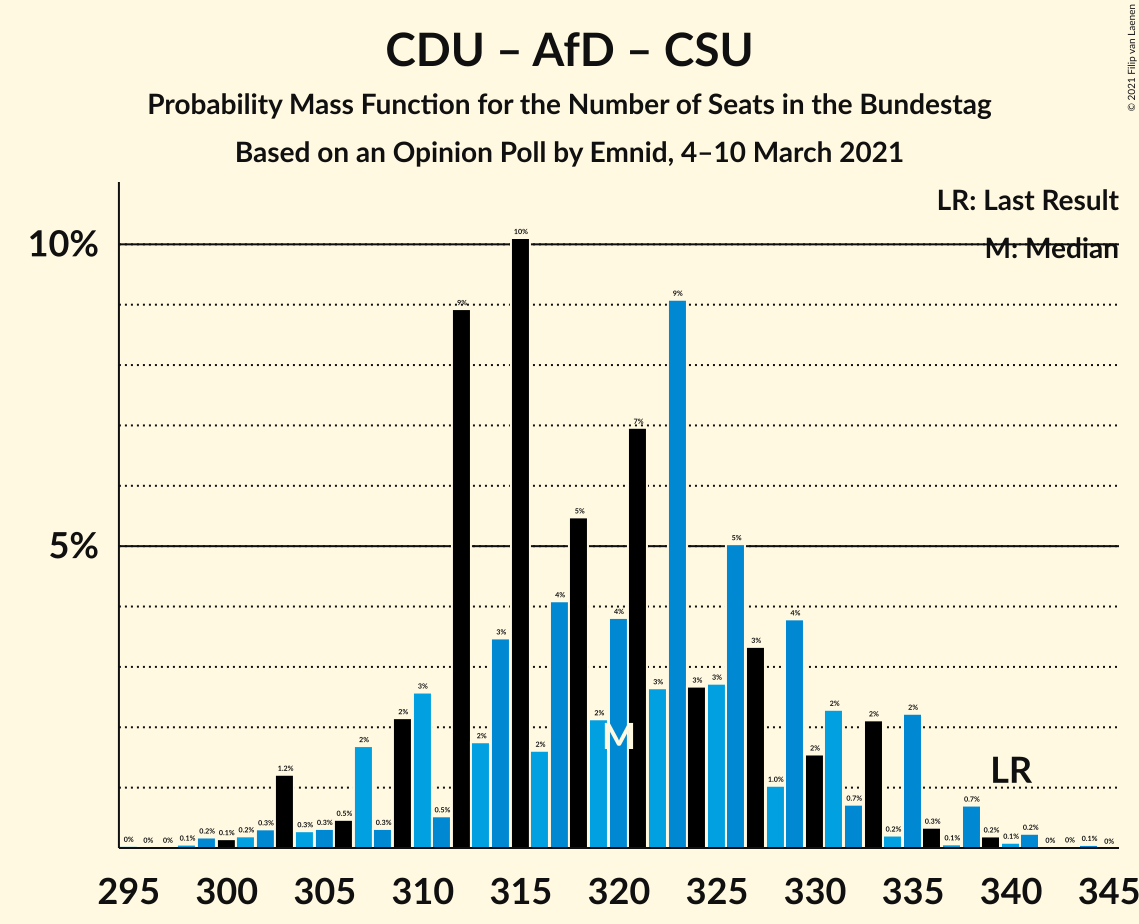 CDU – AfD – CSU
Probability Mass Function for the Number of Seats in the Bundestag
Based on an Opinion Poll by Emnid, 4–10 March 2021
© 2021 Filip van Laenen
LR: Last Result
M: Median
10%
5%
0% 0% 0% 0.1% 0.2% 0.1% 0.2% 0.3% 1.2% 0.3% 0.3% 0.5% 2% 0.3% 2% 3% 0.5% 9% 2% 3% 10% 2% 4% 5% 2% 4% 7% 3% 9% 3% 3% 5% 3% 1.0% 4% 2% 2% 0.7% 2% 0.2% 2% 0.3% 0.1% 0.7% 0.2% 0.1% 0.2% 0% 0% 0.1% 0%
M
LR
295 300 305 310 315 320 325 330 335 340 345